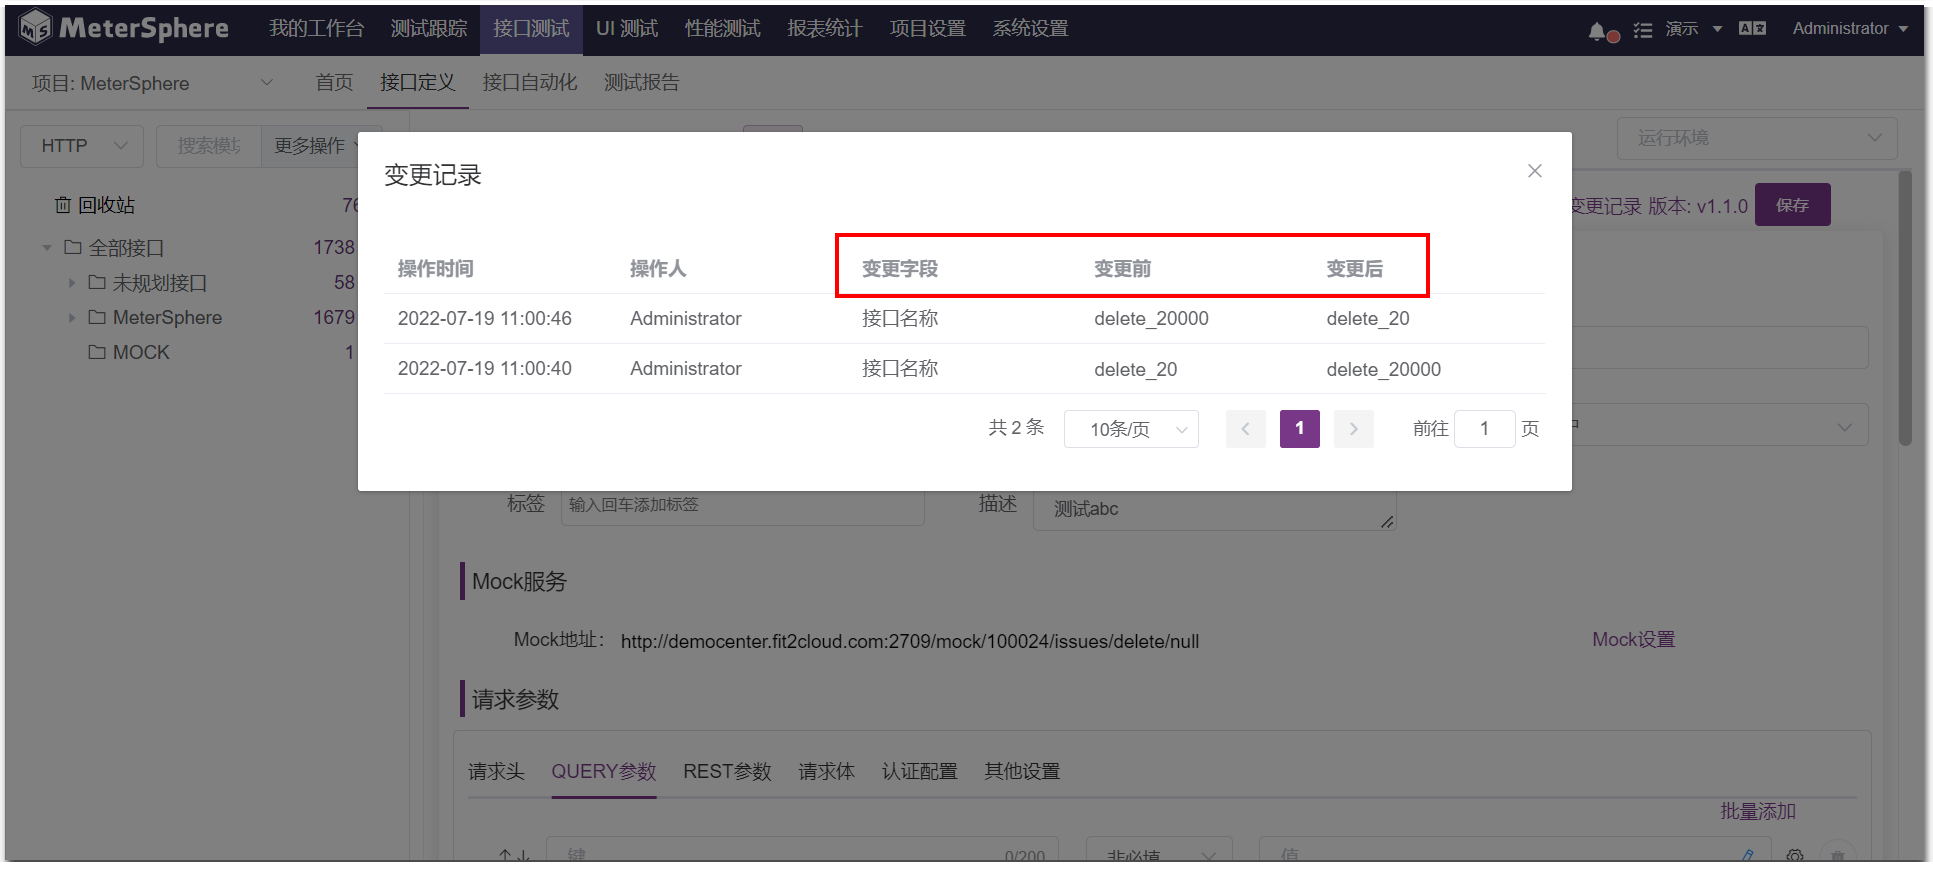 MeterSphere 我的工作台 测试跟踪 接口测试 UI 测试 性能测试 报表统计 项目设置 系统设置 演示 Administrator
项目: MeterSphere 首页 接口定义 接口自动化 测试报告
HTTP 搜索模块 更多操作 运行环境
变更记录
回收站 76
变更记录 版本: v1.1.0 保存
全部接口 1738
未规划接口 58
MeterSphere 1679
MOCK 1
操作时间 操作人 变更字段 变更前 变更后
2022-07-19 11:00:46 Administrator 接口名称 delete_20000 delete_20
2022-07-19 11:00:40 Administrator 接口名称 delete_20 delete_20000
共 2 条 10条/页 1 前往 1 页
标签 输入回车添加标签 描述 测试abc
Mock服务
Mock地址: http://democenter.fit2cloud.com:2709/mock/100024/issues/delete/null Mock设置
请求参数
请求头 QUERY参数 REST参数 请求体 认证配置 其他设置
批量添加
键 0/200 非必填 值